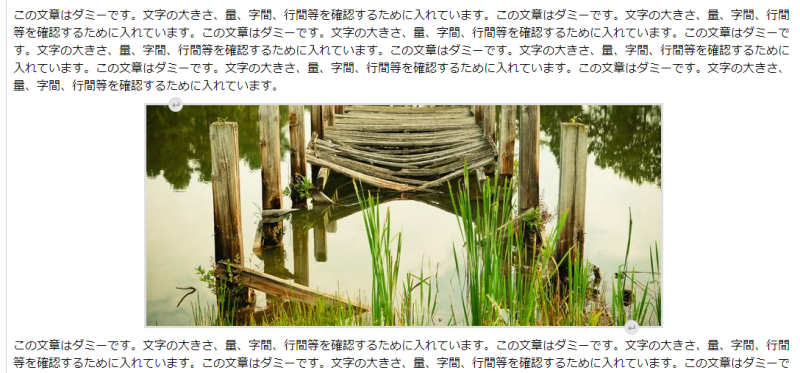 この文章はダミーです。文字の大きさ、量、字間、行間等を確認するために入れています。この文章はダミーです。文字の大きさ、量、字間、行間
等を確認するために入れています。この文章はダミーです。文字の大きさ、量、字間、行間等を確認するために入れています。この文章はダミーで
す。文字の大きさ、量、字間、行間等を確認するために入れています。この文章はダミーです。文字の大きさ、量、字間、行間等を確認するために
入れています。この文章はダミーです。文字の大きさ、量、字間、行間等を確認するために入れています。この文章はダミーです。文字の大きさ、
量、字間、行間等を確認するために入れています。
この文章はダミーです。文字の大きさ、量、字間、行間等を確認するために入れています。この文章はダミーです。文字の大きさ、量、字間、行間
等を確認するために入れています。この文章はダミーです。文字の大きさ、量、字間、行間等を確認するために入れています。この文章はダミーで